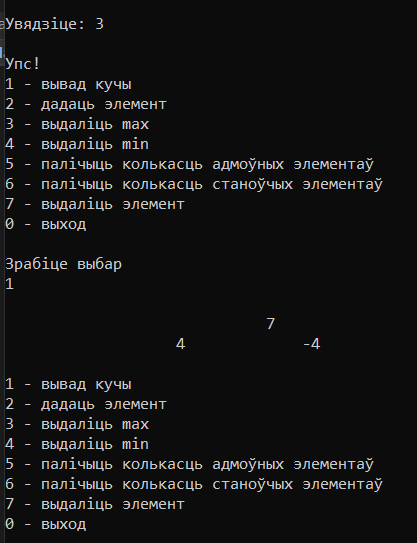 Увядзіце: 3
Упс!
1 - вывад кучы
2 - дадаць элемент
3 - выдаліць max
4 - выдаліць min
5 - палічыць колькасць адмоўных элементаў
6 - палічыць колькасць станоўчых элементаў
7 - выдаліць элемент
0 - выход
Зрабіце выбар
1
7
4 -4
1 - вывад кучы
2 - дадаць элемент
3 - выдаліць max
4 - выдаліць min
5 - палічыць колькасць адмоўных элементаў
6 - палічыць колькасць станоўчых элементаў
7 - выдаліць элемент
0 - выход